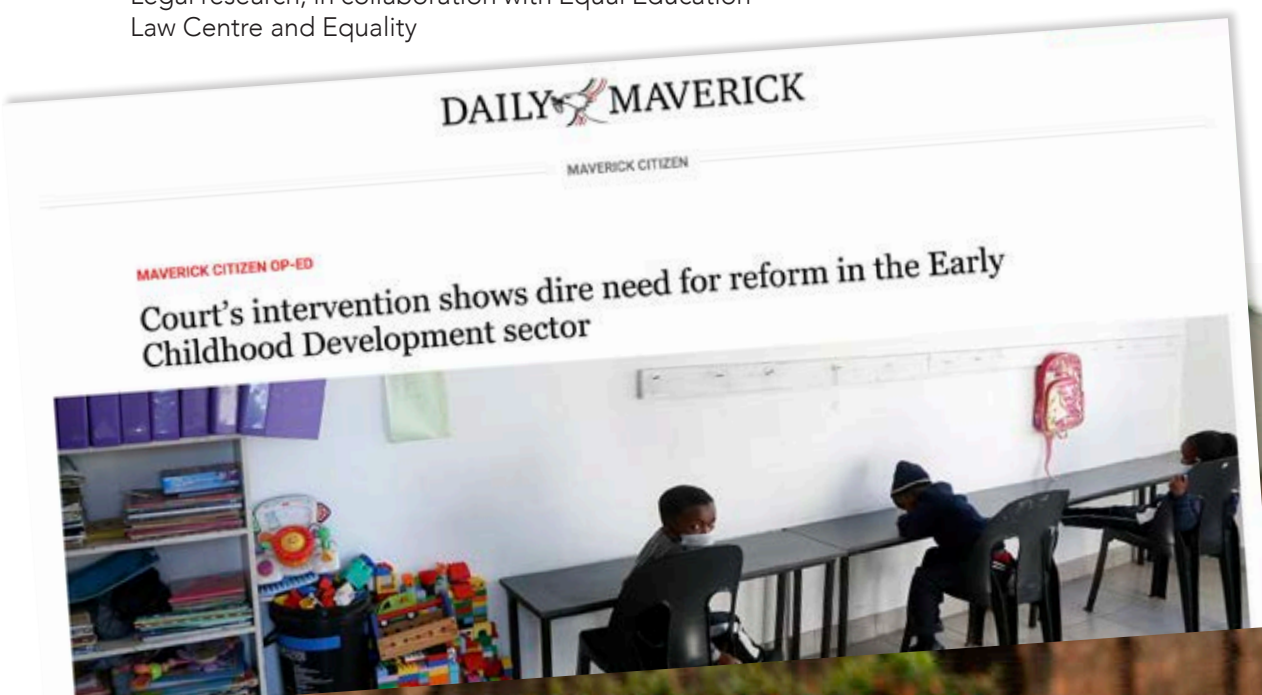 Legal research, in collaboration with Equal Education
Law Centre and Equality
DAILY MAVERICK
MAVERICK CITIZEN
MAVERICK CITIZEN OP-ED
Court's intervention shows dire need for reform in the Early
Childhood Development sector